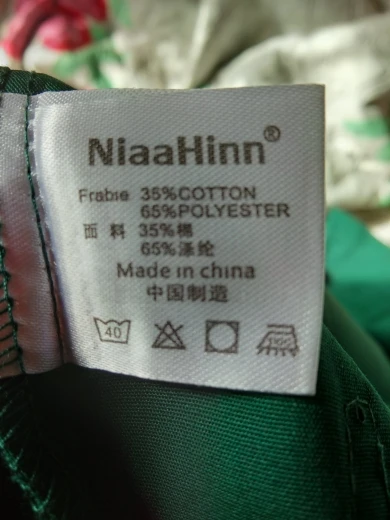 NiaaHinn®
Frabie 35%COTTON
65%POLYESTER
面 料 35%棉
65%涤纶
Made in china
中国制造
40